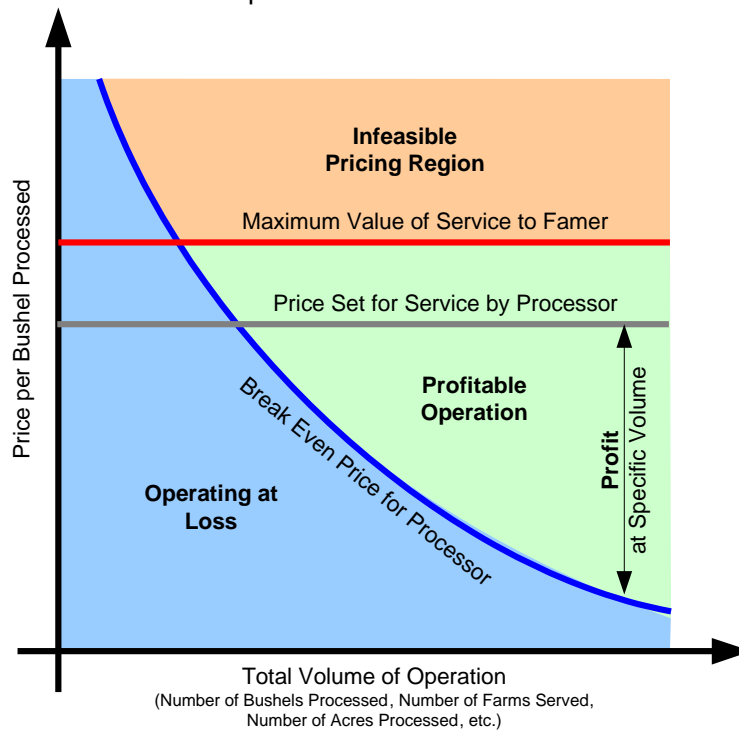 Infeasible
Pricing Region
Maximum Value of Service to Famer
Price Set for Service by Processor
Price per Bushel Processed
Profitable
Operation
Break Even Price for Processor
Profit
at Specific Volume
Operating at
Loss
Total Volume of Operation
(Number of Bushels Processed, Number of Farms Served,
Number of Acres Processed, etc.)